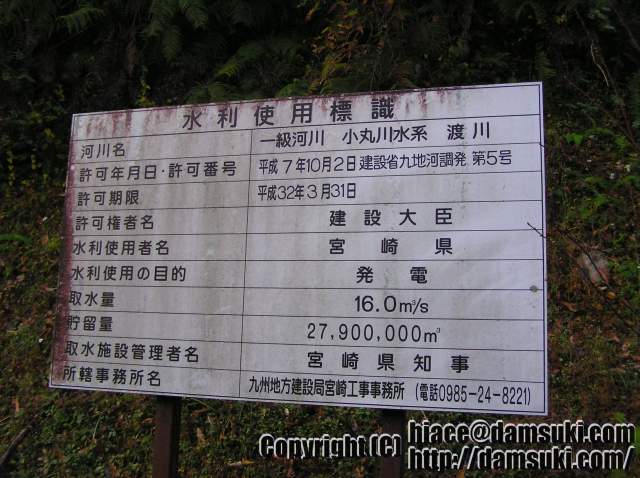 水利使用標識
河川名 一級河川 小丸川水系 渡川
許可年月日・許可番号 平成7年10月2日建設省九地河調発 第5号
許可期限 平成32年3月31日
許可権者名 建設大臣
水利使用者名 宮崎県
水利使用の目的 発電
取水量 16.0m³/s
貯留量 27,900,000m³
取水施設管理者名 宮崎県知事
所轄事務所名 九州地方建設局宮崎工事事務所 (電話0985-24-8221)
Copyright (C) hiace@damsuki.com
http://damsuki.com/